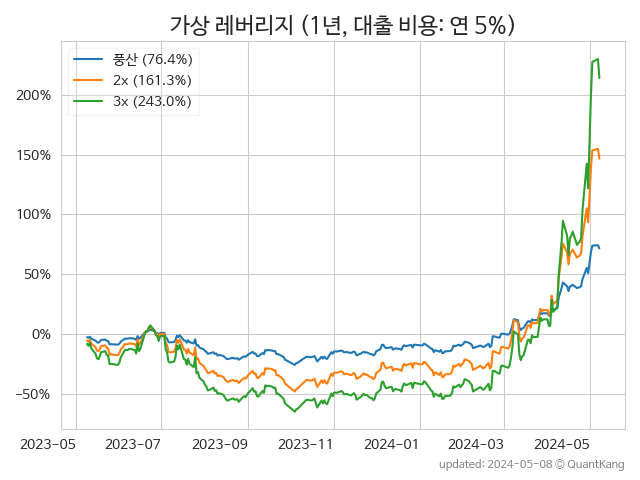 가상 레버리지 (1년, 대출 비용: 연 5%)
풍산 (76.4%)
2x (161.3%)
3x (243.0%)
200%
150%
100%
50%
0%
−50%
2023-05 2023-07 2023-09 2023-11 2024-01 2024-03 2024-05
updated: 2024-05-08 © QuantKang